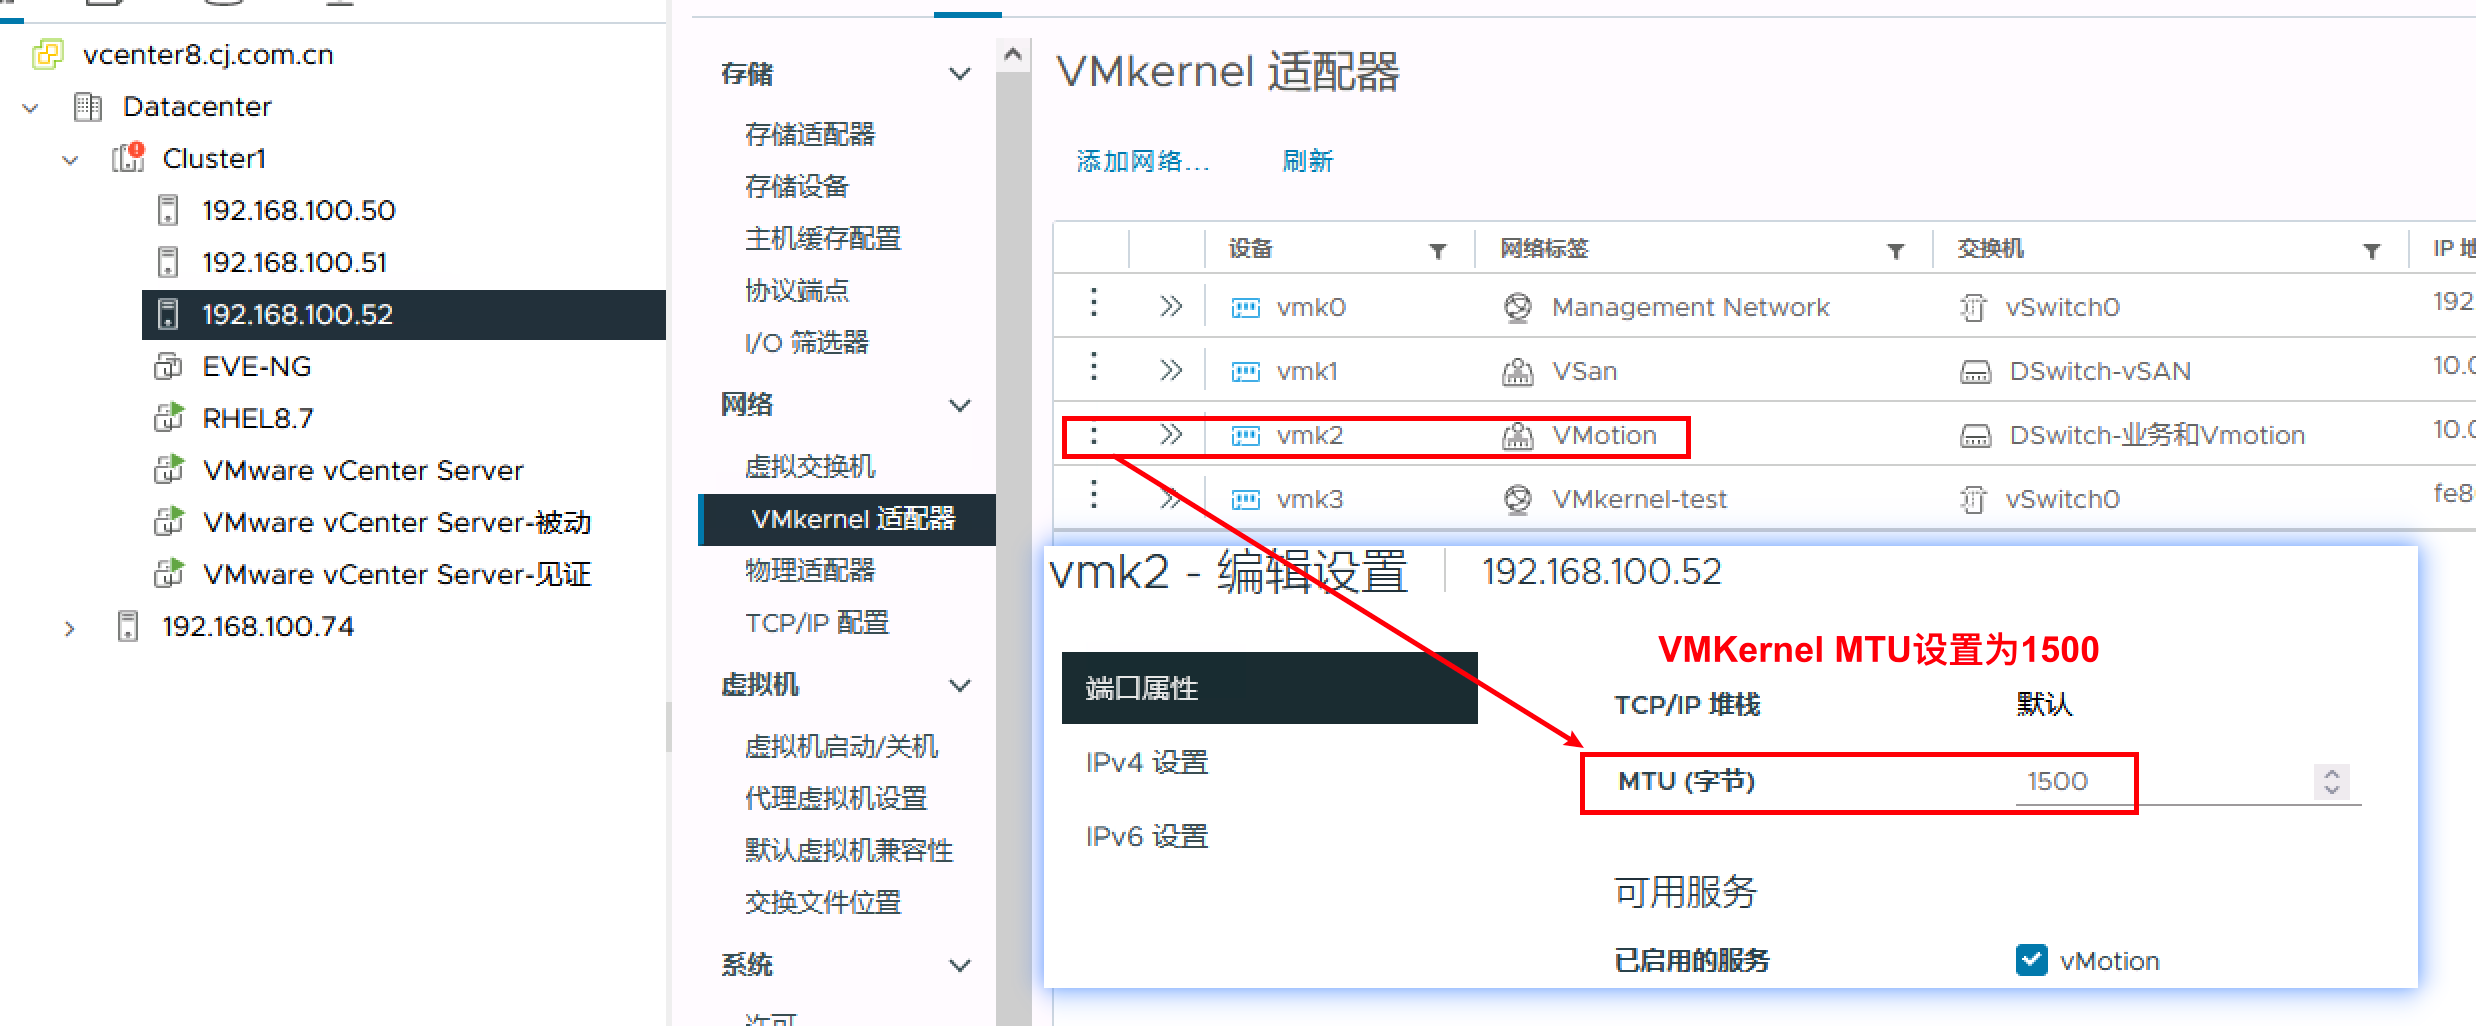 vcenter8.cj.com.cn
Datacenter
Cluster1
192.168.100.50
192.168.100.51
192.168.100.52
EVE-NG
RHEL8.7
VMware vCenter Server
VMware vCenter Server-被动
VMware vCenter Server-见证
192.168.100.74
存储
存储适配器
存储设备
主机缓存配置
协议端点
I/O 筛选器
网络
虚拟交换机
VMkernel 适配器
物理适配器
TCP/IP 配置
虚拟机
虚拟机启动/关机
代理虚拟机设置
默认虚拟机兼容性
交换文件位置
系统
许可
VMkernel 适配器
添加网络... 刷新
设备 网络标签 交换机 IP 地
vmk0 Management Network vSwitch0 192
vmk1 VSan DSwitch-vSAN 10.0
vmk2 VMotion DSwitch-业务和Vmotion 10.0
vmk3 VMkernel-test vSwitch0 fe8
vmk2 - 编辑设置 192.168.100.52
端口属性
IPv4 设置
IPv6 设置
VMKernel MTU设置为1500
TCP/IP 堆栈 默认
MTU (字节) 1500
可用服务
已启用的服务 vMotion